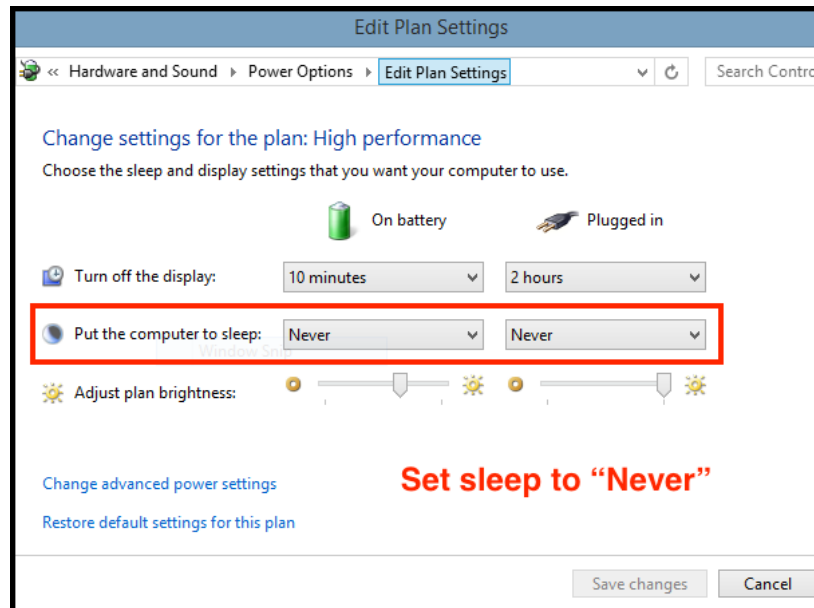 Edit Plan Settings
« Hardware and Sound Power Options Edit Plan Settings Search Contro
Change settings for the plan: High performance
Choose the sleep and display settings that you want your computer to use.
On battery Plugged in
Turn off the display: 10 minutes 2 hours
Put the computer to sleep: Never Never
Window Snip
Adjust plan brightness:
Change advanced power settings
Set sleep to “Never”
Restore default settings for this plan
Save changes Cancel